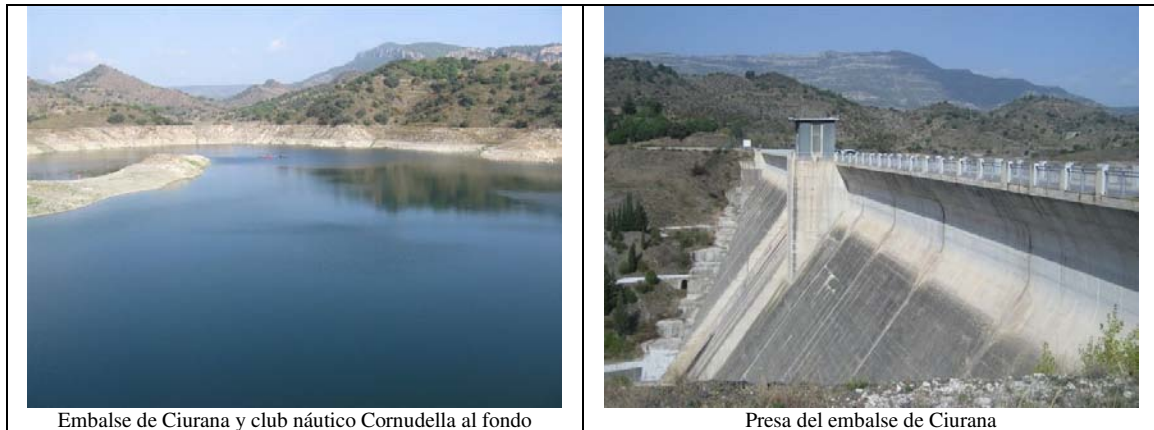 Embalse de Ciurana y club náutico Cornudella al fondo
Presa del embalse de Ciurana